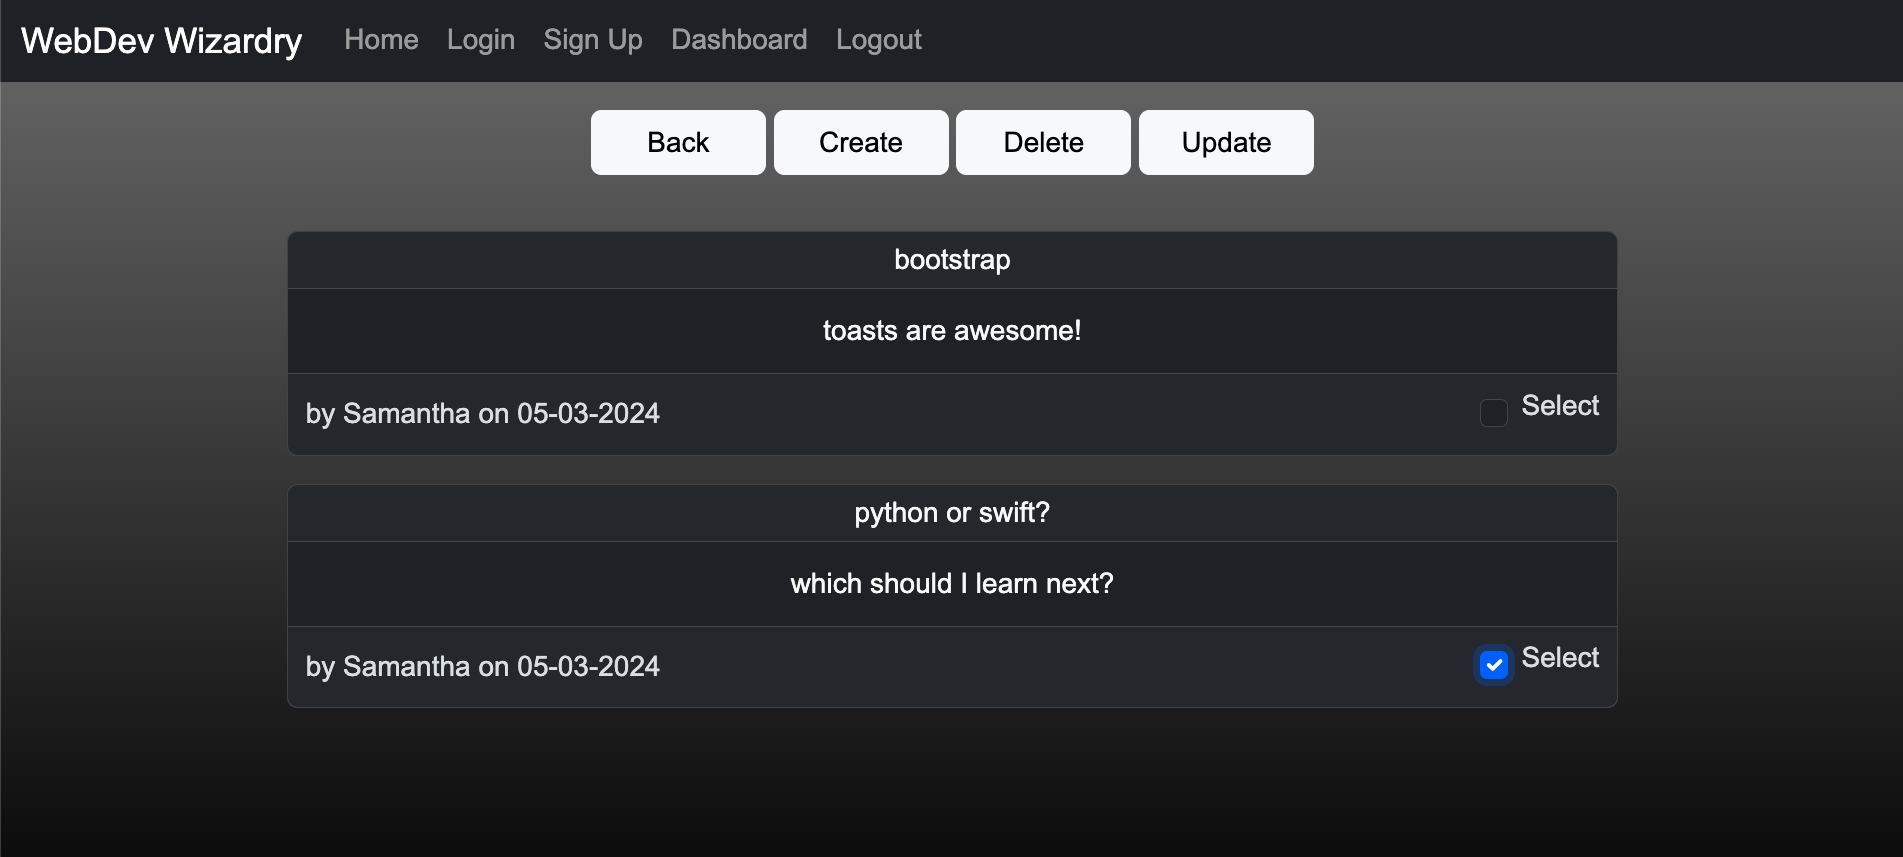 WebDev Wizardry Home Login Sign Up Dashboard Logout
Back Create Delete Update
bootstrap
toasts are awesome!
by Samantha on 05-03-2024 Select
python or swift?
which should I learn next?
by Samantha on 05-03-2024 Select